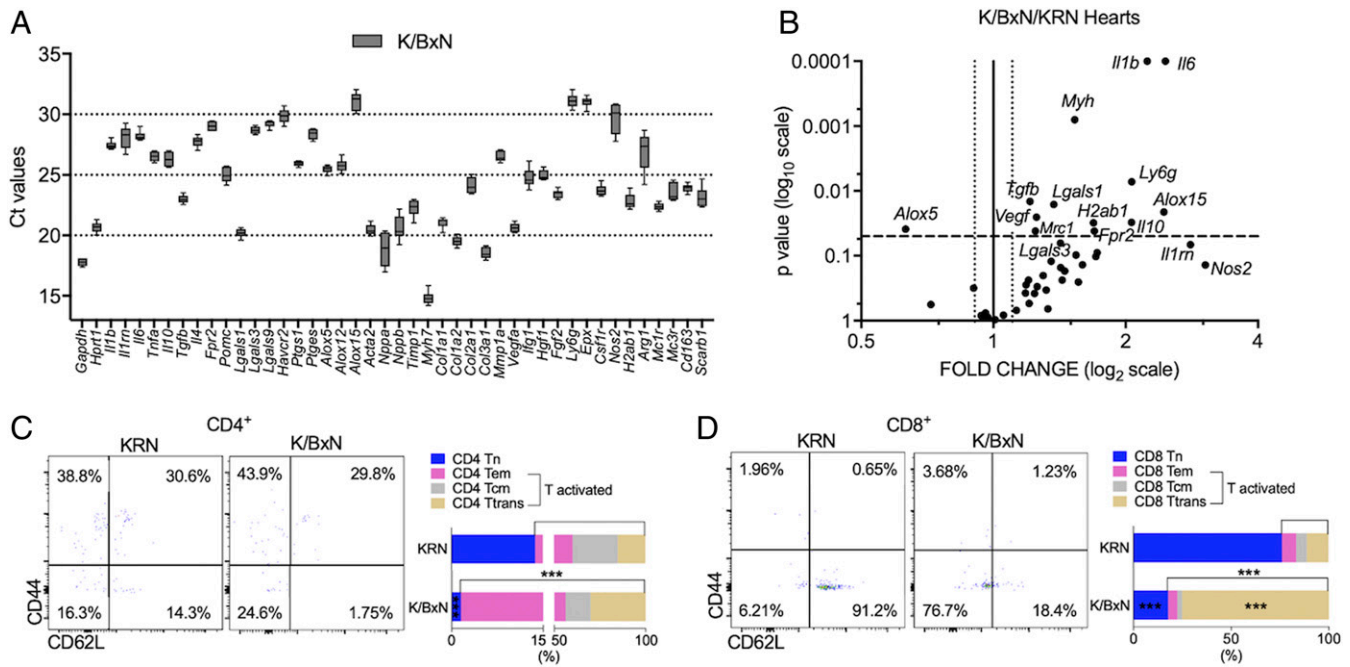 A
K/BxN
Ct values
35
30
25
20
15
Gapdh
Hprt1
Il1b
Il1rn
Il6
Tnfa
Il10
Tgfb
Il4
Fpr2
Pomc
Lgals1
Lgals3
Lgals9
Havcr2
Ptgs1
Ptges
Alox5
Alox12
Alox15
Acta2
Nppa
Nppb
Timp1
Myh7
Col1a1
Col1a2
Col2a1
Col3a1
Mmp1a
Vegfa
Ifg1
Hgf1
Fgf2
Ly6g
Epx
Csf1r
Nos2
H2ab1
Arg1
Mc1r
Mc3r
Cd163
Scarb1
B
K/BxN/KRN Hearts
p value (log10 scale)
0.0001
0.001
0.01
0.1
1
Il1b
Il6
Myh
Ly6g
Tgfb
Lgals1
Alox15
Alox5
Vegf
H2ab1
Mrc1
Il10
Fpr2
Lgals3
Il1rn
Nos2
0.5
1
2
4
FOLD CHANGE (log2 scale)
C
CD4+
KRN
K/BxN
38.8%
30.6%
43.9%
29.8%
16.3%
14.3%
24.6%
1.75%
CD44
CD62L
CD4 Tn
CD4 Tem
CD4 Tcm
CD4 Ttrans
T activated
KRN
***
K/BxN
***
0
15
50
100
(%)
D
CD8+
KRN
K/BxN
1.96%
0.65%
3.68%
1.23%
6.21%
91.2%
76.7%
18.4%
CD44
CD62L
CD8 Tn
CD8 Tem
CD8 Tcm
CD8 Ttrans
T activated
KRN
***
K/BxN
***
***
0
50
100
(%)